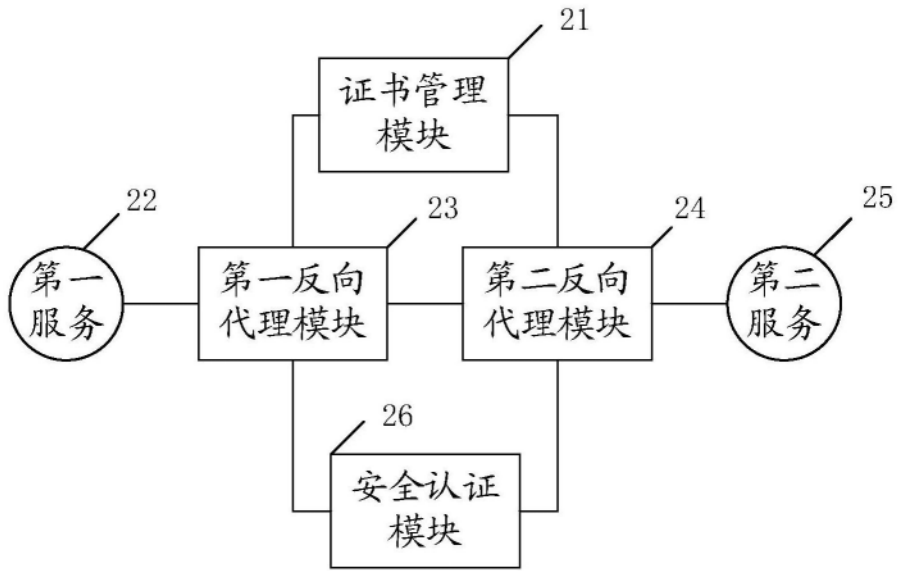 21
证书管理
模块
22
第一
服务
23
第一反向
代理模块
24
第二反向
代理模块
25
第二
服务
26
安全认证
模块